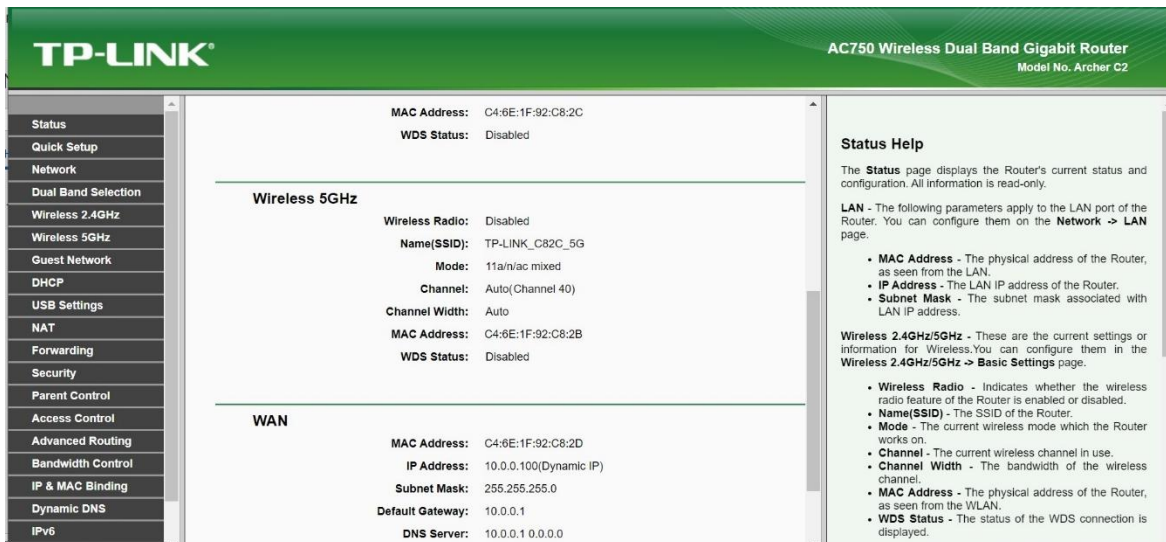 TP-LINK®
AC750 Wireless Dual Band Gigabit Router
Model No. Archer C2
Status
Quick Setup
Network
Dual Band Selection
Wireless 2.4GHz
Wireless 5GHz
Guest Network
DHCP
USB Settings
NAT
Forwarding
Security
Parent Control
Access Control
Advanced Routing
Bandwidth Control
IP & MAC Binding
Dynamic DNS
IPv6
MAC Address: C4:6E:1F:92:C8:2C
WDS Status: Disabled
Wireless 5GHz
Wireless Radio: Disabled
Name(SSID): TP-LINK_C82C_5G
Mode: 11a/n/ac mixed
Channel: Auto(Channel 40)
Channel Width: Auto
MAC Address: C4:6E:1F:92:C8:2B
WDS Status: Disabled
WAN
MAC Address: C4:6E:1F:92:C8:2D
IP Address: 10.0.0.100(Dynamic IP)
Subnet Mask: 255.255.255.0
Default Gateway: 10.0.0.1
DNS Server: 10.0.0.1 0.0.0.0
Status Help
The Status page displays the Router's current status and
configuration. All information is read-only.
LAN - The following parameters apply to the LAN port of the
Router. You can configure them on the Network -> LAN
page.
• MAC Address - The physical address of the Router,
as seen from the LAN.
• IP Address - The LAN IP address of the Router.
• Subnet Mask - The subnet mask associated with
LAN IP address.
Wireless 2.4GHz/5GHz - These are the current settings or
information for Wireless.You can configure them in the
Wireless 2.4GHz/5GHz -> Basic Settings page.
• Wireless Radio - Indicates whether the wireless
radio feature of the Router is enabled or disabled.
• Name(SSID) - The SSID of the Router.
• Mode - The current wireless mode which the Router
works on.
• Channel - The current wireless channel in use.
• Channel Width - The bandwidth of the wireless
channel.
• MAC Address - The physical address of the Router,
as seen from the WLAN.
• WDS Status - The status of the WDS connection is
displayed.